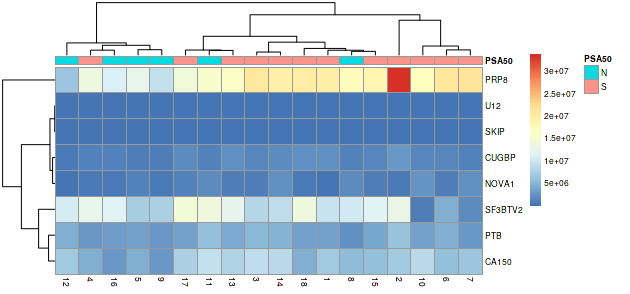 PSA50
PRP8
U12
SKIP
CUGBP
NOVA1
SF3BTV2
PTB
CA150
12 4 16 5 9 17 11 13 3 14 18 1 8 15 2 10 6 7
3e+07
2.5e+07
2e+07
1.5e+07
1e+07
5e+06
PSA50
N
S